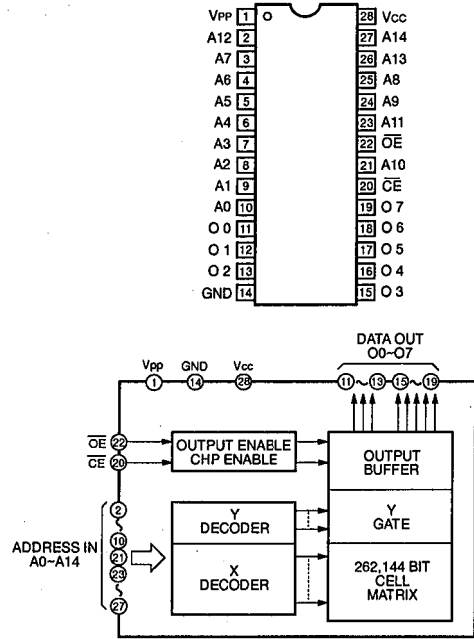 VPP 1 28 VCC
A12 2 27 A14
A7 3 26 A13
A6 4 25 A8
A5 5 24 A9
A4 6 23 A11
A3 7 22 OE
A2 8 21 A10
A1 9 20 CE
A0 10 19 O 7
O 0 11 18 O 6
O 1 12 17 O 5
O 2 13 16 O 4
GND 14 15 O 3
DATA OUT
O0~O7
Vpp GND Vcc
1 14 28 11 ~ 13 15 ~ 19
OE 22
CE 20
OUTPUT ENABLE
CHP ENABLE
OUTPUT
BUFFER
ADDRESS IN
A0~A14
2
10
21
23
27
Y
DECODER
X
DECODER
Y
GATE
262,144 BIT
CELL
MATRIX